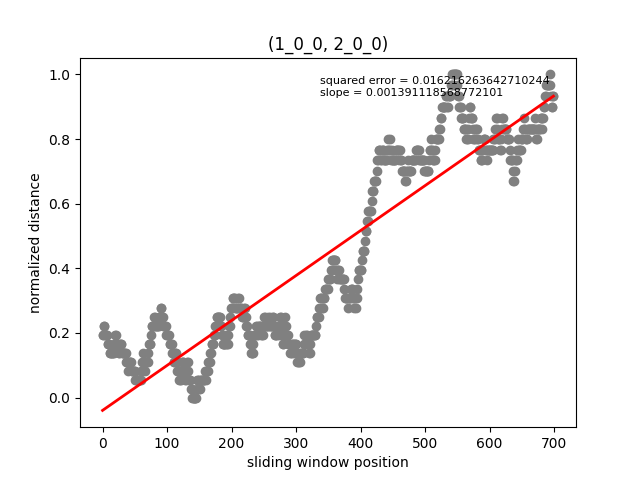 (1_0_0, 2_0_0)
squared error = 0.016216263642710244
slope = 0.001391118568772101
1.0
0.8
0.6
0.4
0.2
0.0
normalized distance
0 100 200 300 400 500 600 700
sliding window position